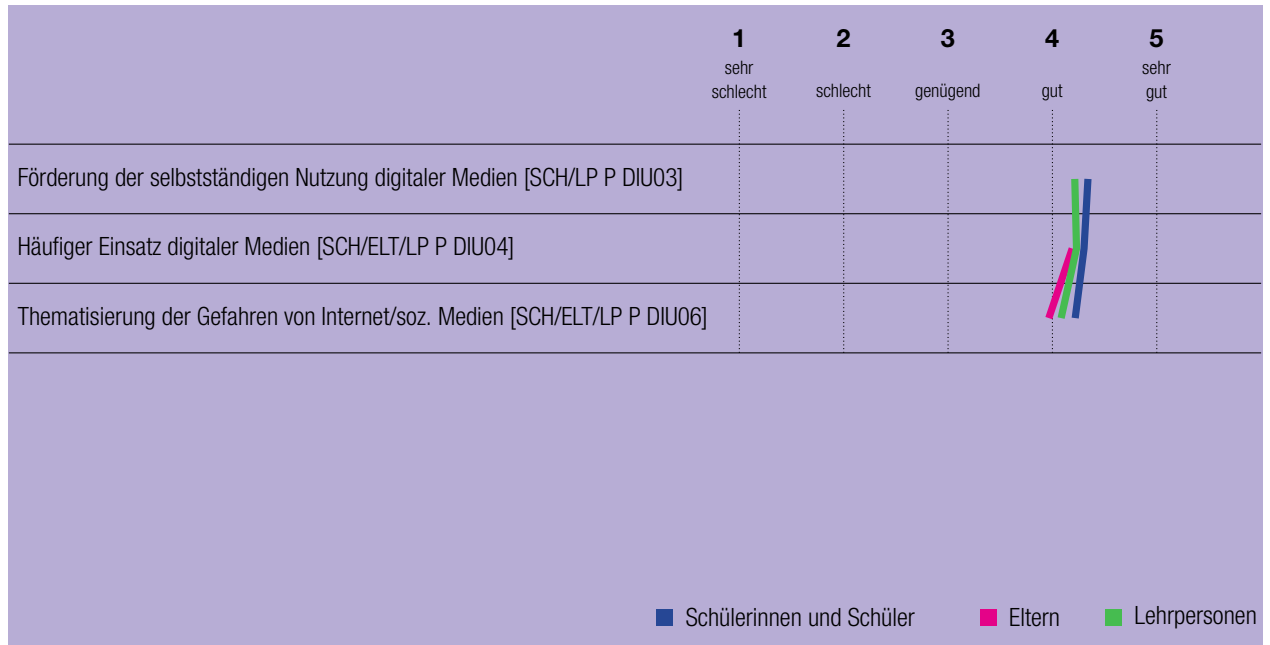 1 2 3 4 5
sehr sehr
schlecht schlecht genügend gut gut
Förderung der selbstständigen Nutzung digitaler Medien [SCH/LP P DIU03]
Häufiger Einsatz digitaler Medien [SCH/ELT/LP P DIU04]
Thematisierung der Gefahren von Internet/soz. Medien [SCH/ELT/LP P DIU06]
Schülerinnen und Schüler Eltern Lehrpersonen